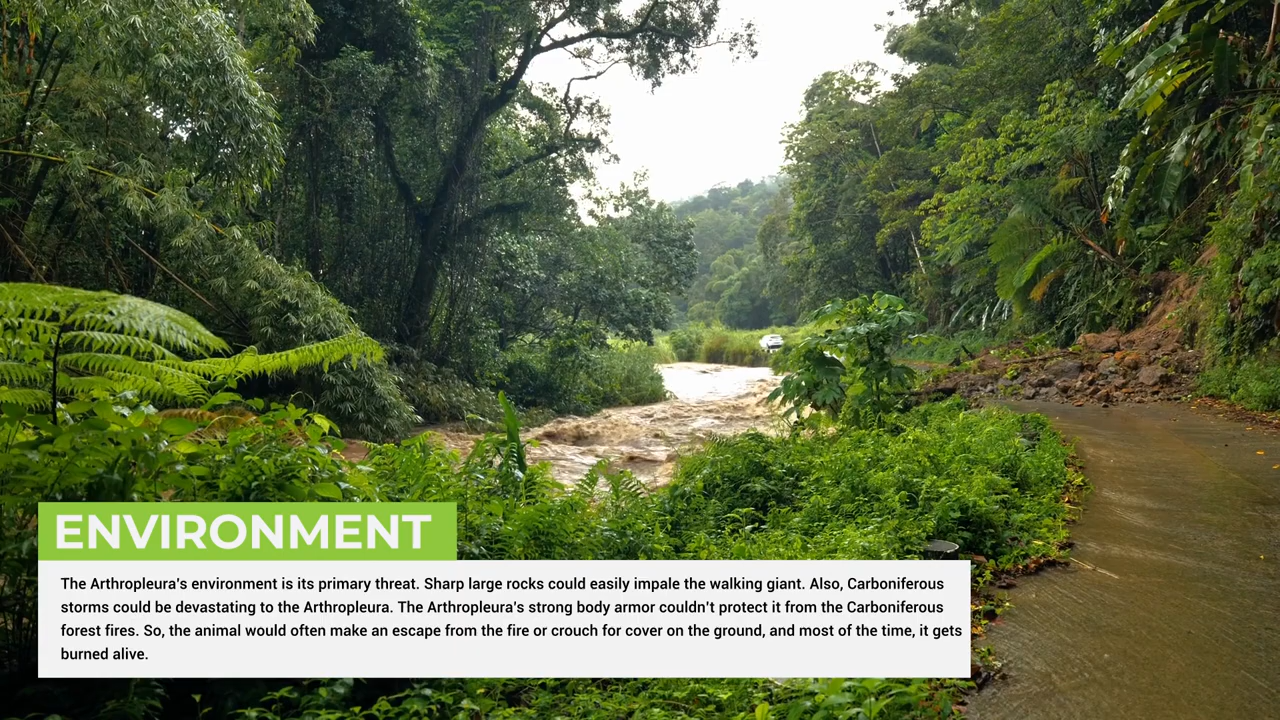 ENVIRONMENT
The Arthropleura's environment is its primary threat. Sharp large rocks could easily impale the walking giant. Also, Carboniferous
storms could be devastating to the Arthropleura. The Arthropleura's strong body armor couldn't protect it from the Carboniferous
forest fires. So, the animal would often make an escape from the fire or crouch for cover on the ground, and most of the time, it gets
burned alive.